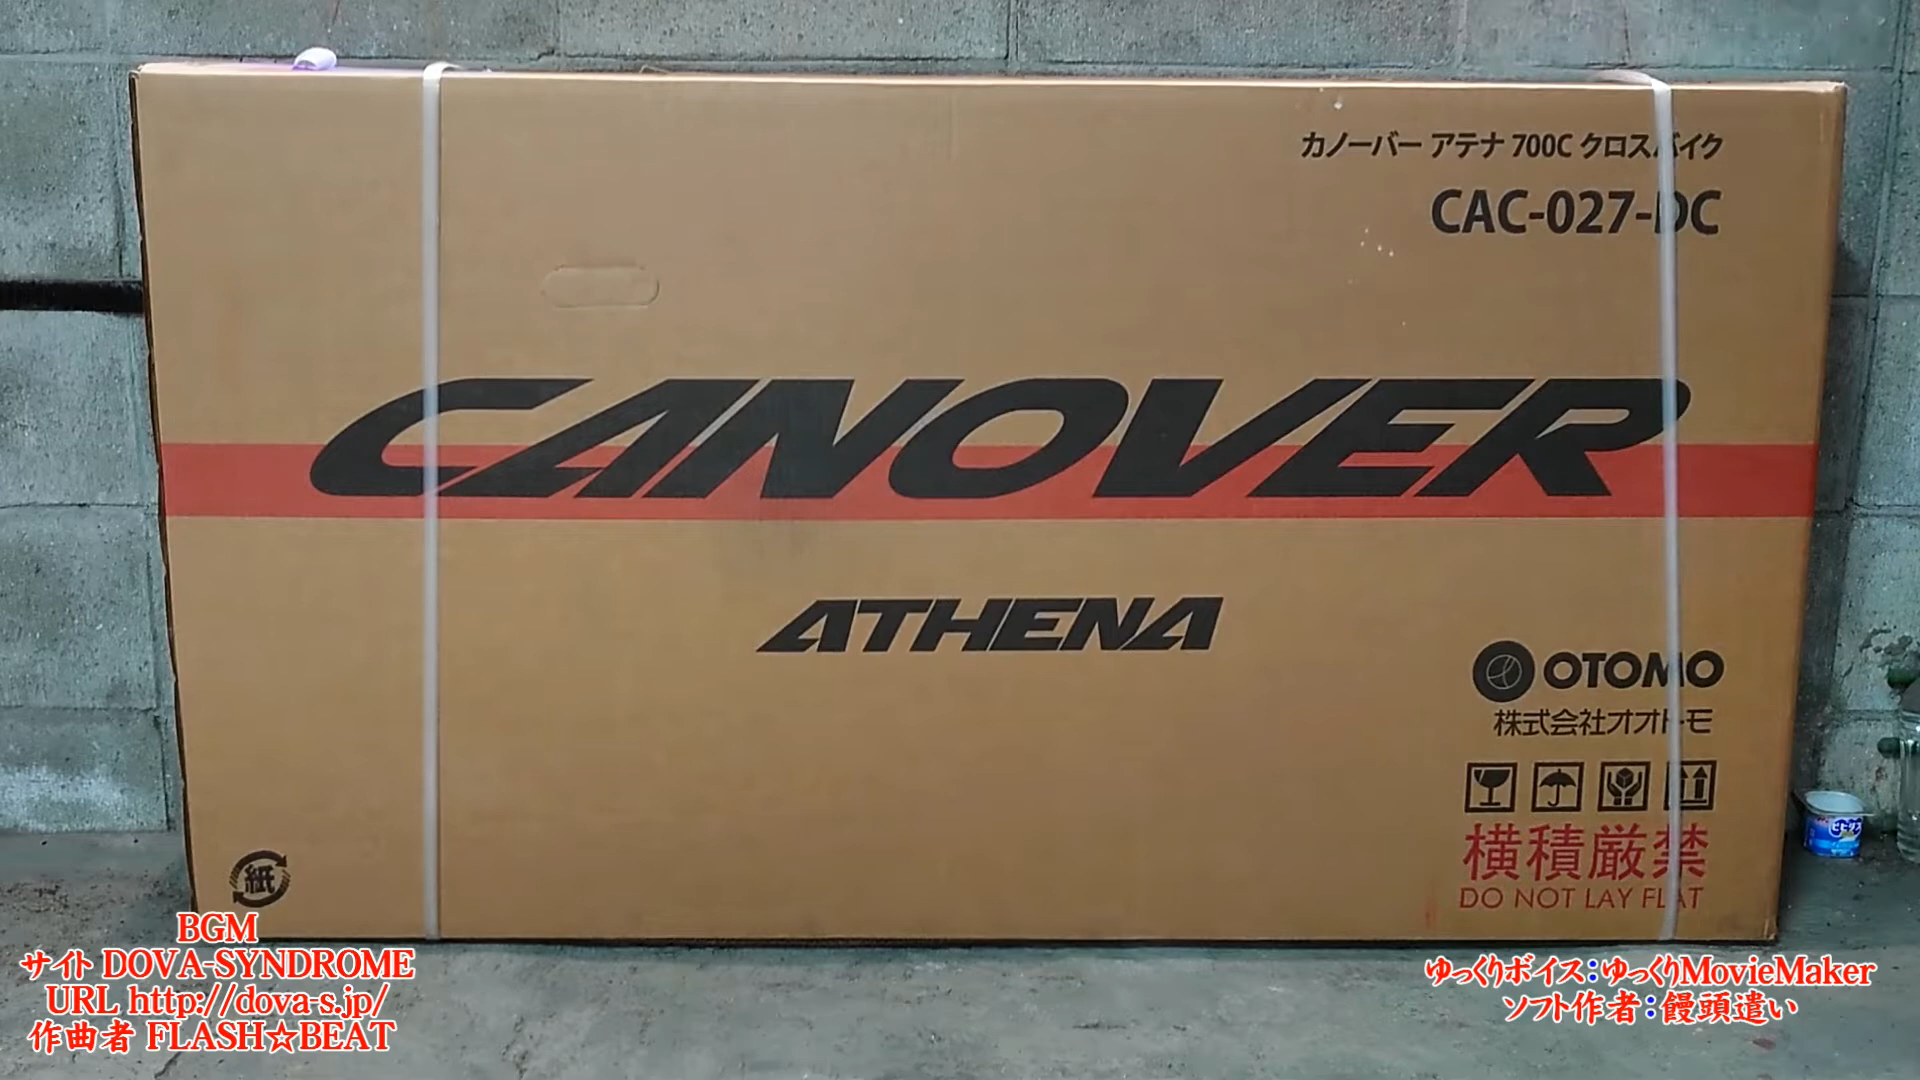 カノーバー アテナ 700C クロスバイク
CAC-027-DC
CANOVER
ATHENA
OTOMO
株式会社オオトモ
横積厳禁
DO NOT LAY FLAT
紙
BGM
サイト DOVA-SYNDROME
URL http://dova-s.jp/
作曲者 FLASH☆BEAT
ゆっくりボイス:ゆっくりMovieMaker
ソフト作者:饅頭遣い